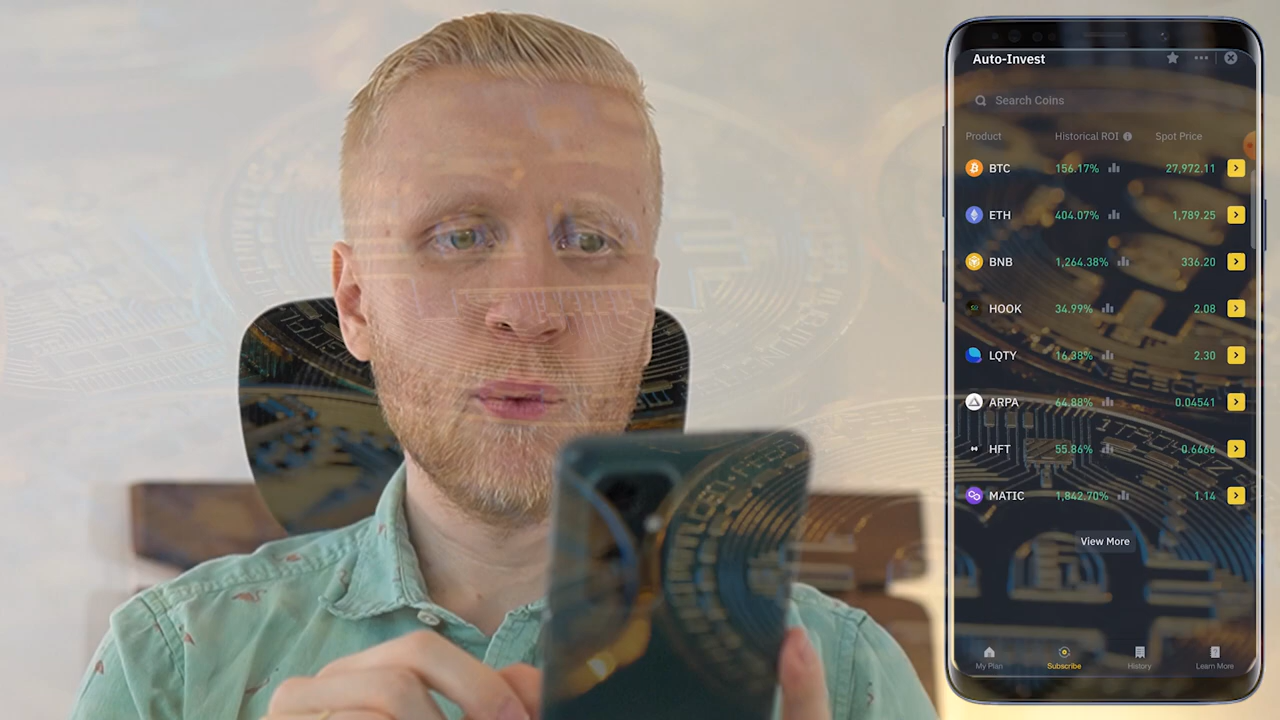 Auto-Invest
Search Coins
Product Historical ROI Spot Price
BTC 156.17% 27,972.11
ETH 404.07% 1,789.25
BNB 1,264.38% 336.20
HOOK 34.99% 2.08
LQTY 16.38% 2.30
ARPA 64.88% 0.04541
HFT 55.86% 0.6666
MATIC 1,842.70% 1.14
View More
My Plan Subscribe History Learn More